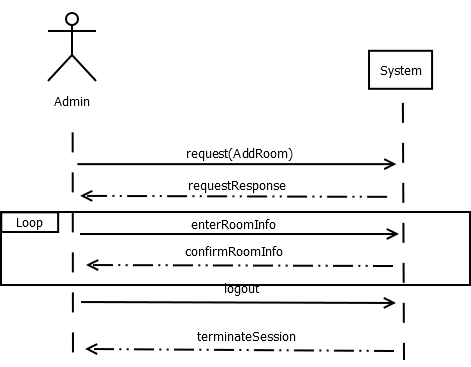 System
Admin
request(AddRoom)
requestResponse
Loop
enterRoomInfo
confirmRoomInfo
logout
terminateSession